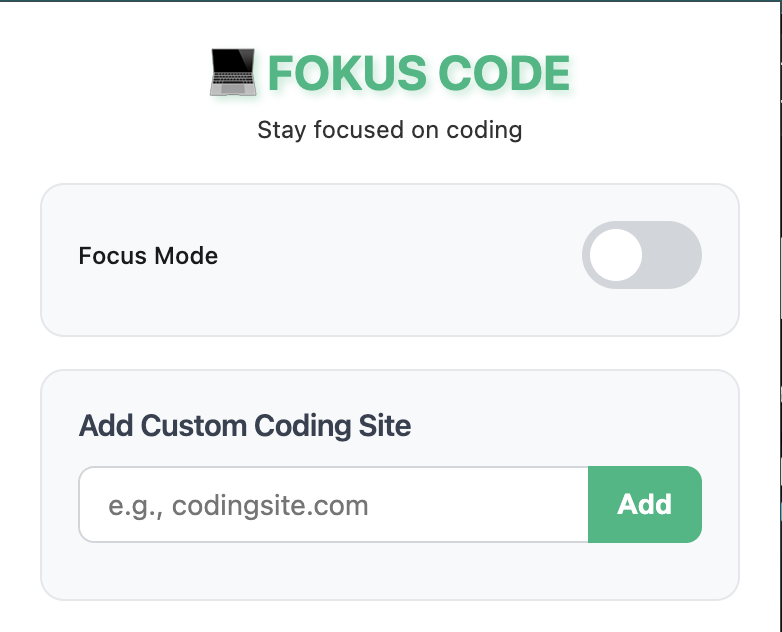 FOKUS CODE
Stay focused on coding
Focus Mode
Add Custom Coding Site
e.g., codingsite.com
Add